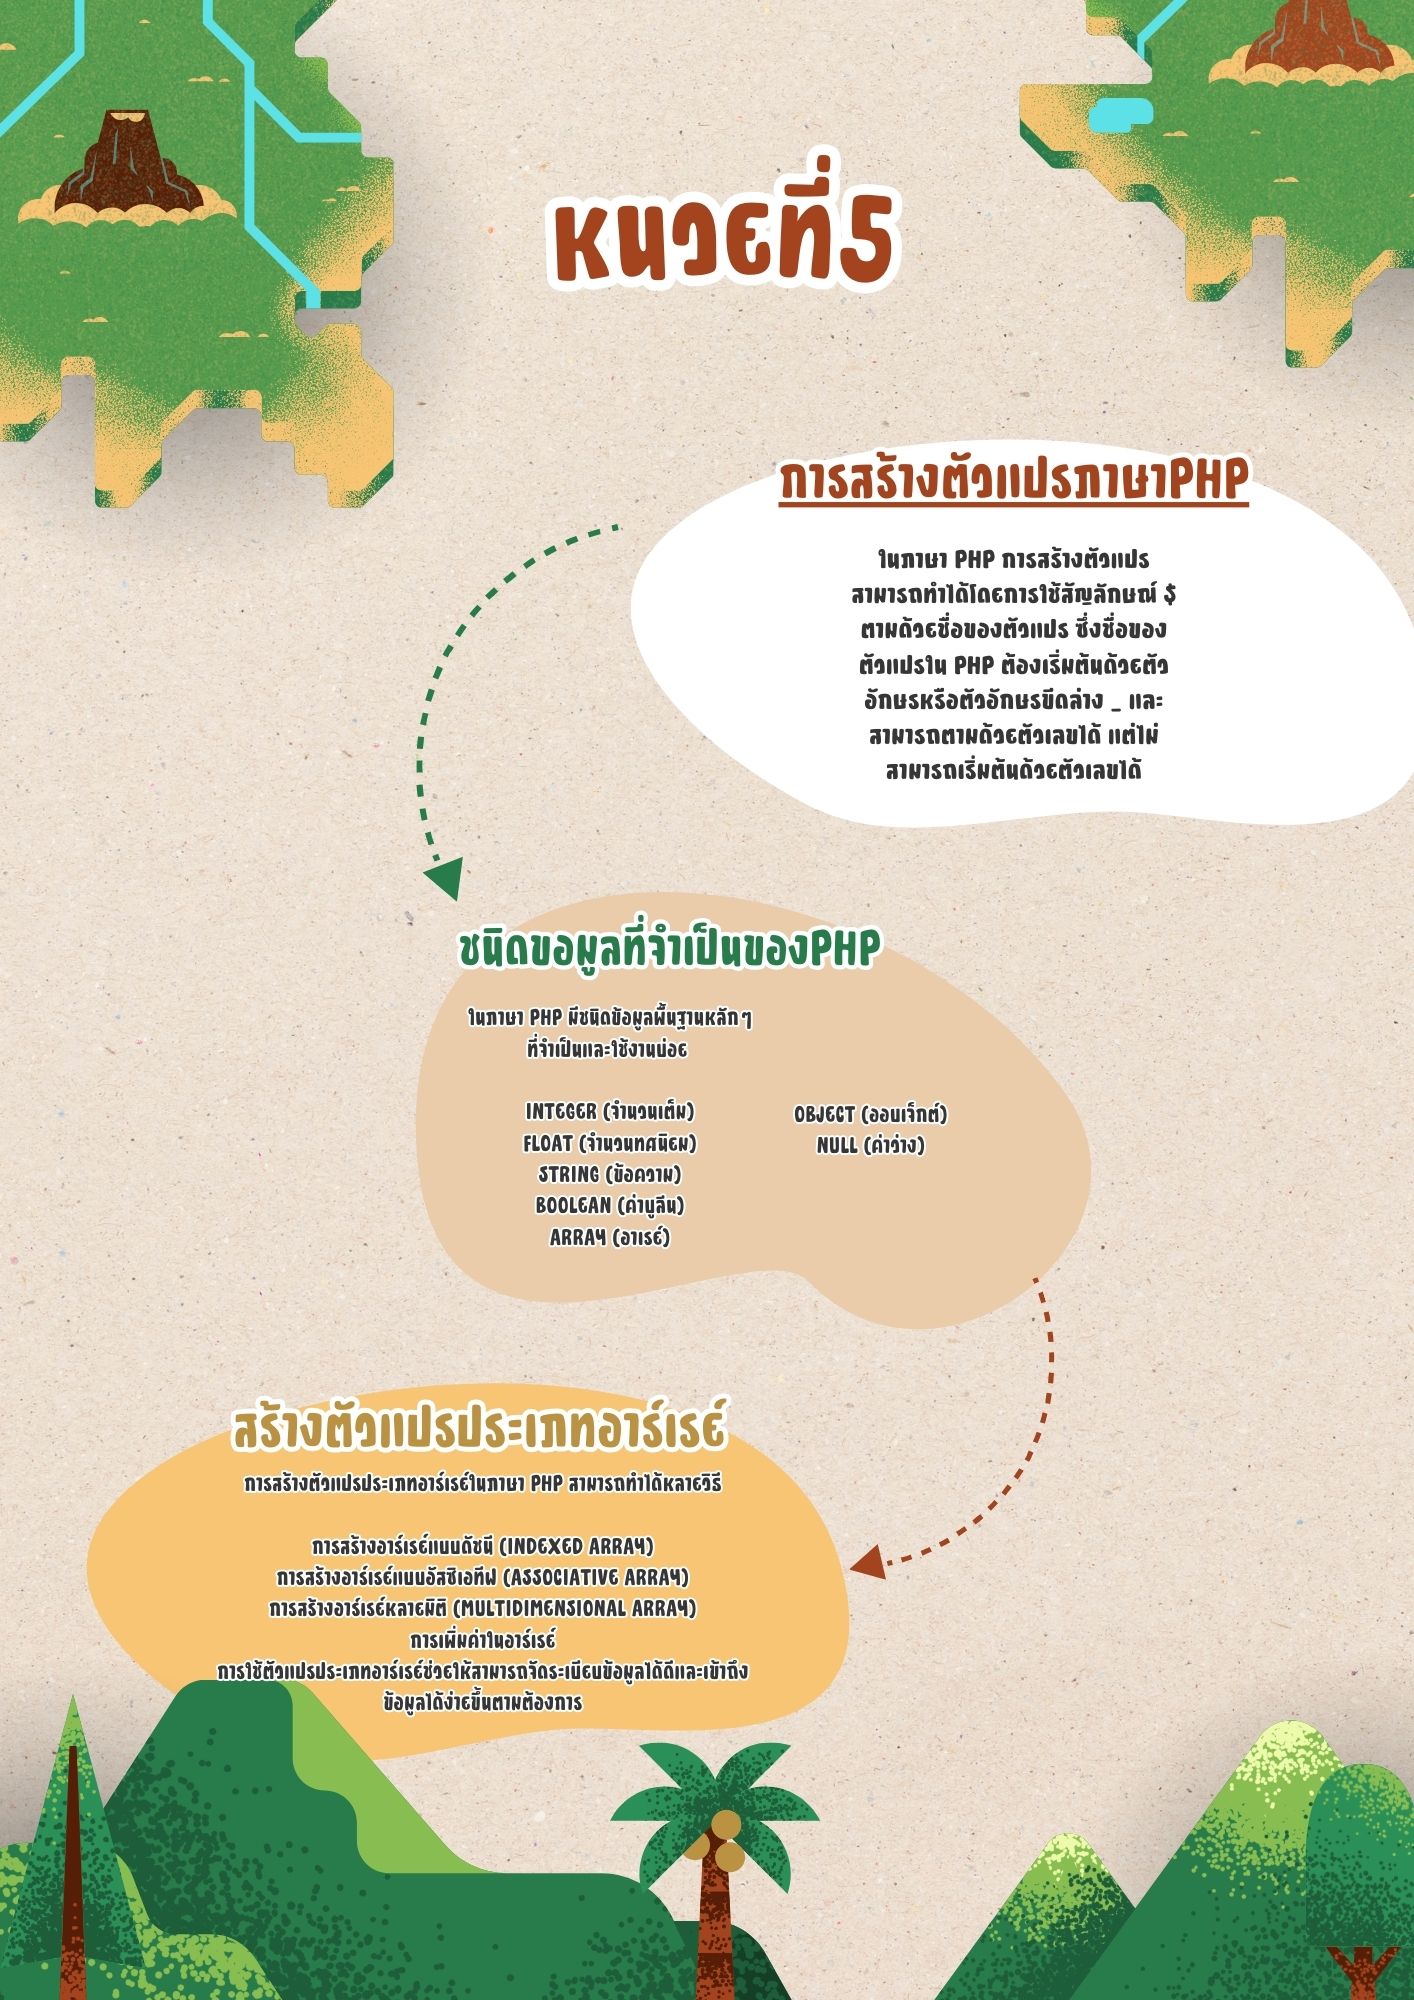 หน่วยที่5
การสร้างตัวแปรภาษาPHP
ในภาษา PHP การสร้างตัวแปร
สามารถทำได้โดยการใช้สัญลักษณ์ $
ตามด้วยชื่อของตัวแปร ซึ่งชื่อของ
ตัวแปรใน PHP ต้องเริ่มต้นด้วยตัว
อักษรหรือตัวอักษรขีดล่าง _ และ
สามารถตามด้วยตัวเลขได้ แต่ไม่
สามารถเริ่มต้นด้วยตัวเลขได้
ชนิดขอมูลที่จำเป็นของPHP
ในภาษา PHP มีชนิดข้อมูลพื้นฐานหลักๆ
ที่จำเป็นและใช้งานบ่อย
INTEGER (จำนวนเต็ม)
FLOAT (จำนวนทศนิยม)
STRING (ข้อความ)
BOOLEAN (ค่าบูลีน)
ARRAY (อาเรย์)
OBJECT (ออบเจ็กต์)
NULL (ค่าว่าง)
สร้างตัวแปรประเภทอาร์เรย์
การสร้างตัวแปรประเภทอาร์เรย์ในภาษา PHP สามารถทำได้หลายวิธี
การสร้างอาร์เรย์แบบดัชนี (INDEXED ARRAY)
การสร้างอาร์เรย์แบบอัสซิเอทีฟ (ASSOCIATIVE ARRAY)
การสร้างอาร์เรย์หลายมิติ (MULTIDIMENSIONAL ARRAY)
การเพิ่มค่าในอาร์เรย์
การใช้ตัวแปรประเภทอาร์เรย์ช่วยให้สามารถจัดระเบียบข้อมูลได้ดีและเข้าถึง
ข้อมูลได้ง่ายขึ้นตามต้องการ